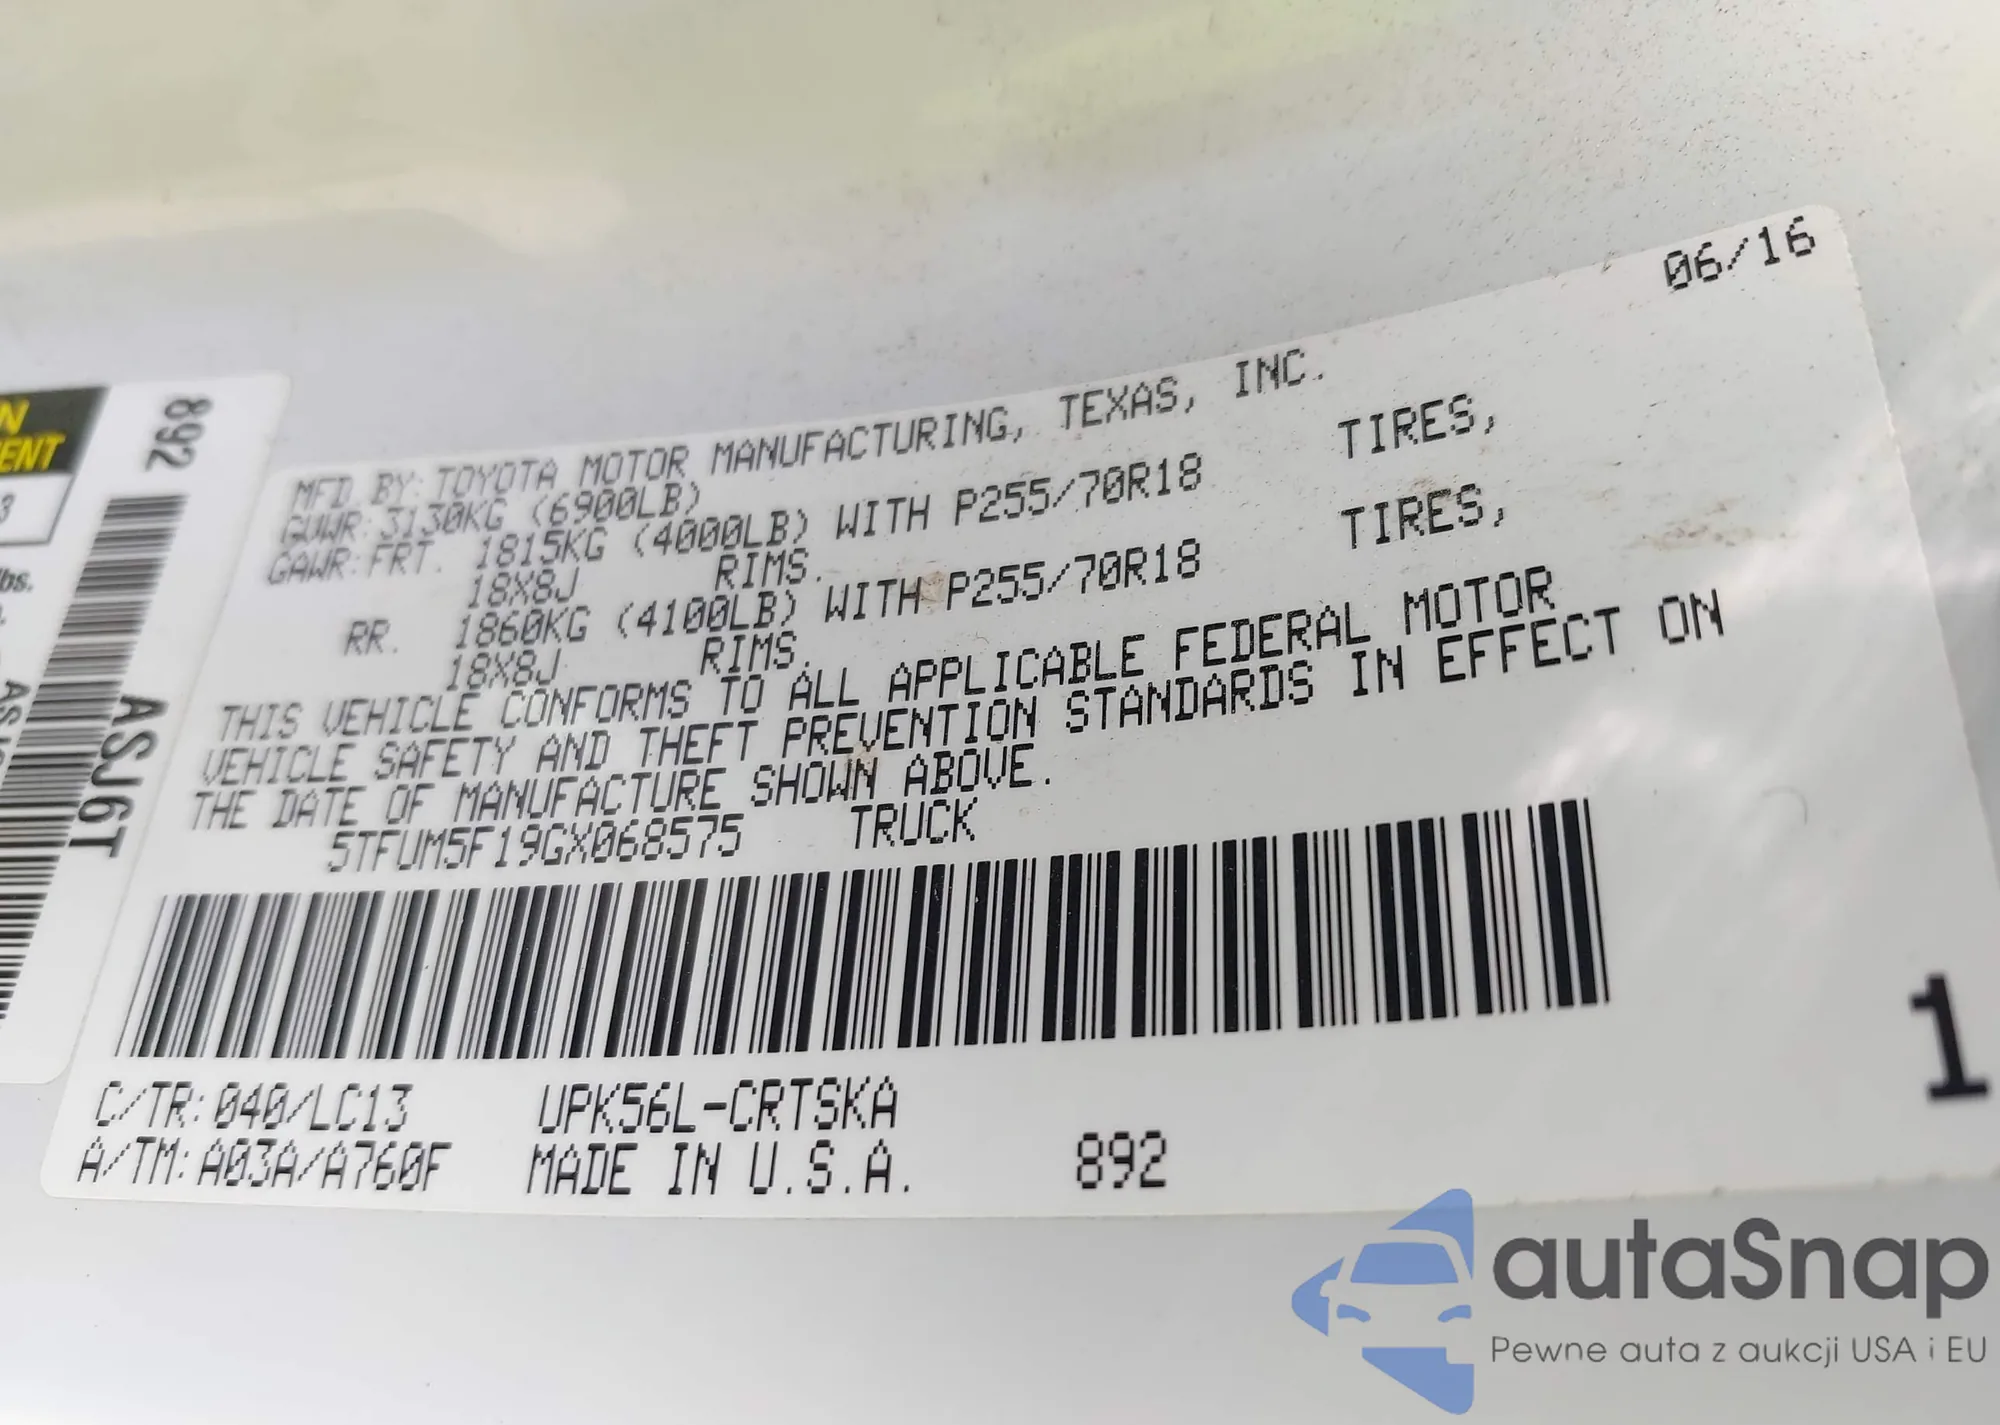 06/16
MFD. BY: TOYOTA MOTOR MANUFACTURING, TEXAS, INC.
GVWR: 3130KG (6900LB)
GAWR: FRT. 1815KG (4000LB) WITH P255/70R18 TIRES,
18X8J RIMS.
RR. 1860KG (4100LB) WITH P255/70R18 TIRES,
18X8J RIMS.
THIS VEHICLE CONFORMS TO ALL APPLICABLE FEDERAL MOTOR
VEHICLE SAFETY AND THEFT PREVENTION STANDARDS IN EFFECT ON
THE DATE OF MANUFACTURE SHOWN ABOVE.
5TFUM5F19GX068575 TRUCK
C/TR: 040/LC13 UPK56L-CRTSKA
A/TM: A03A/A760F MADE IN U.S.A. 892
1
892
ASJ6T
N
ENT
3
lbs.
autaSnap
Pewne auta z aukcji USA i EU